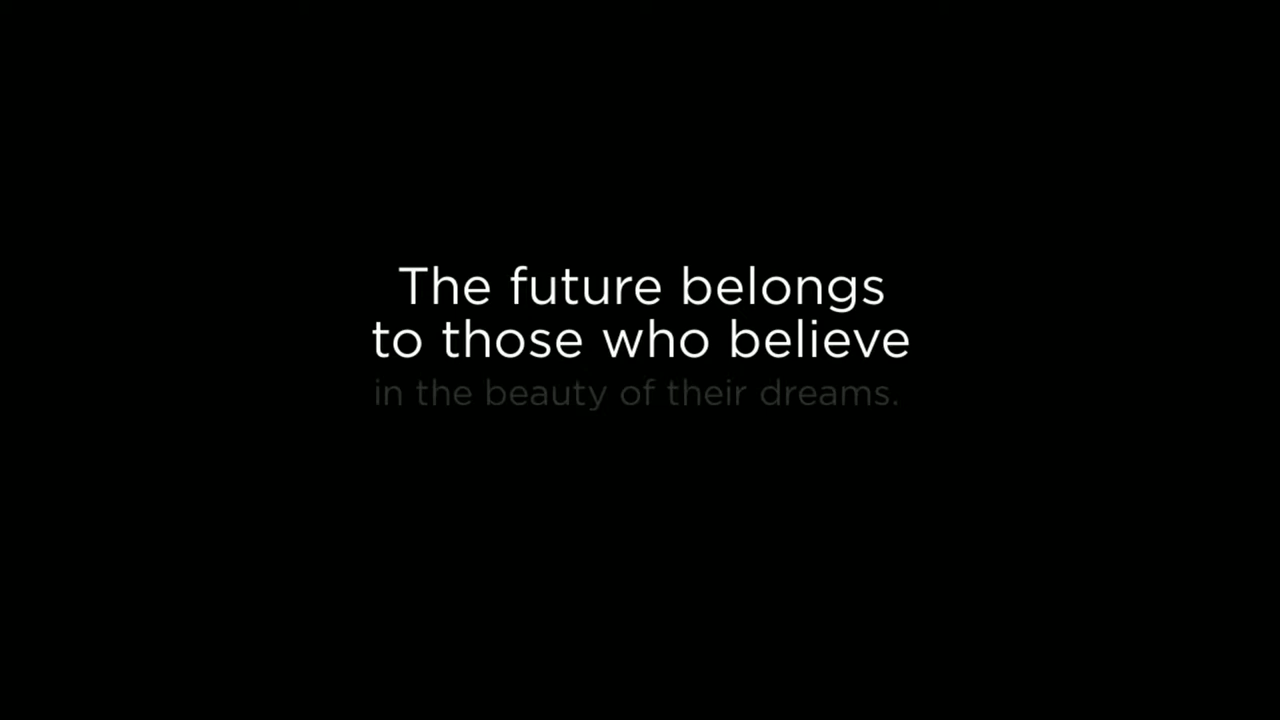 The future belongs
to those who believe
in the beauty of their dreams.